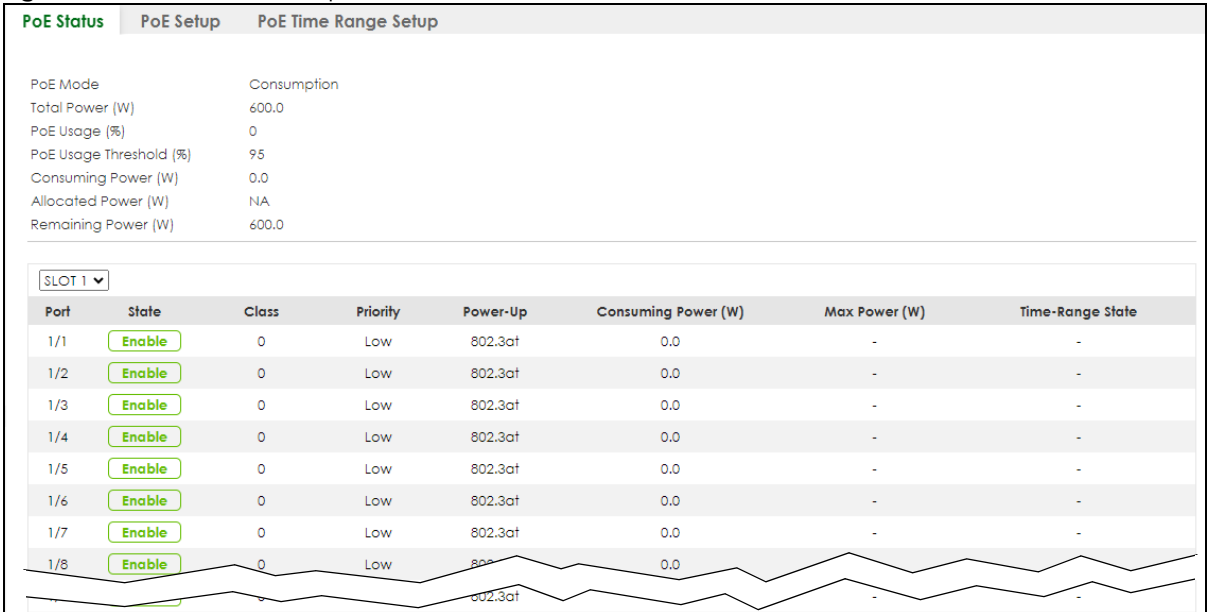 PoE Status PoE Setup PoE Time Range Setup
PoE Mode Consumption
Total Power (W) 600.0
PoE Usage (%) 0
PoE Usage Threshold (%) 95
Consuming Power (W) 0.0
Allocated Power (W) NA
Remaining Power (W) 600.0
SLOT 1
Port State Class Priority Power-Up Consuming Power (W) Max Power (W) Time-Range State
1/1 Enable 0 Low 802.3at 0.0 - -
1/2 Enable 0 Low 802.3at 0.0 - -
1/3 Enable 0 Low 802.3at 0.0 - -
1/4 Enable 0 Low 802.3at 0.0 - -
1/5 Enable 0 Low 802.3at 0.0 - -
1/6 Enable 0 Low 802.3at 0.0 - -
1/7 Enable 0 Low 802.3at 0.0 - -
1/8 Enable 0 Low 0.0
802.3at - -